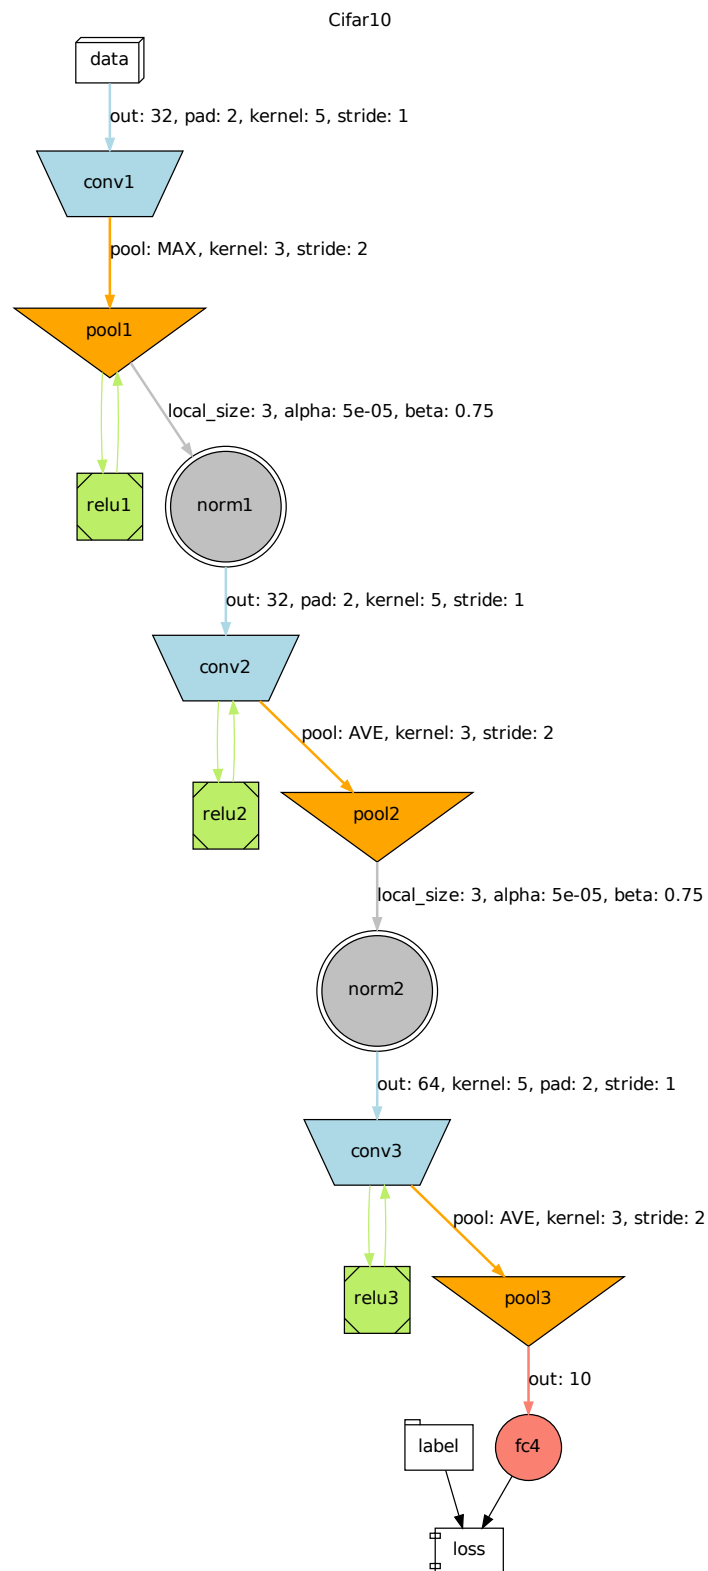 Cifar10
data
out: 32, pad: 2, kernel: 5, stride: 1
conv1
pool: MAX, kernel: 3, stride: 2
pool1
local_size: 3, alpha: 5e-05, beta: 0.75
relu1
norm1
out: 32, pad: 2, kernel: 5, stride: 1
conv2
pool: AVE, kernel: 3, stride: 2
relu2
pool2
local_size: 3, alpha: 5e-05, beta: 0.75
norm2
out: 64, kernel: 5, pad: 2, stride: 1
conv3
pool: AVE, kernel: 3, stride: 2
relu3
pool3
out: 10
label
fc4
loss